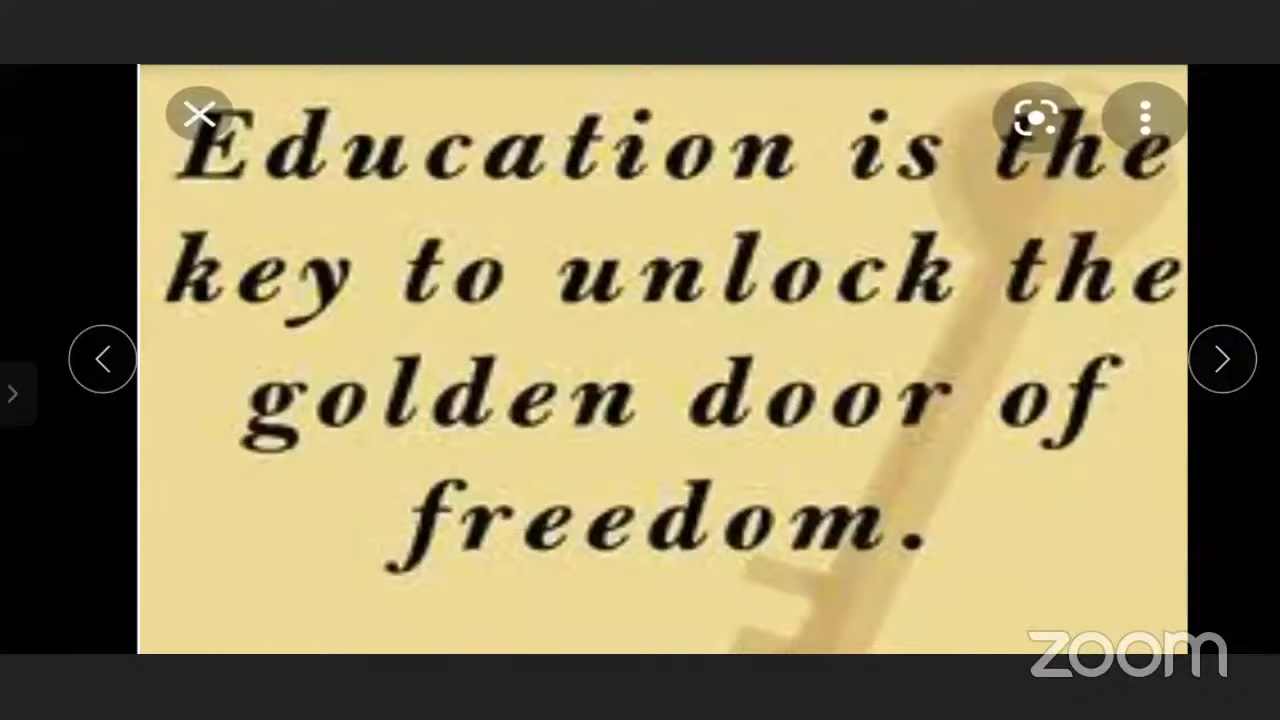 Education is the
key to unlock the
golden door of
freedom.
zoom